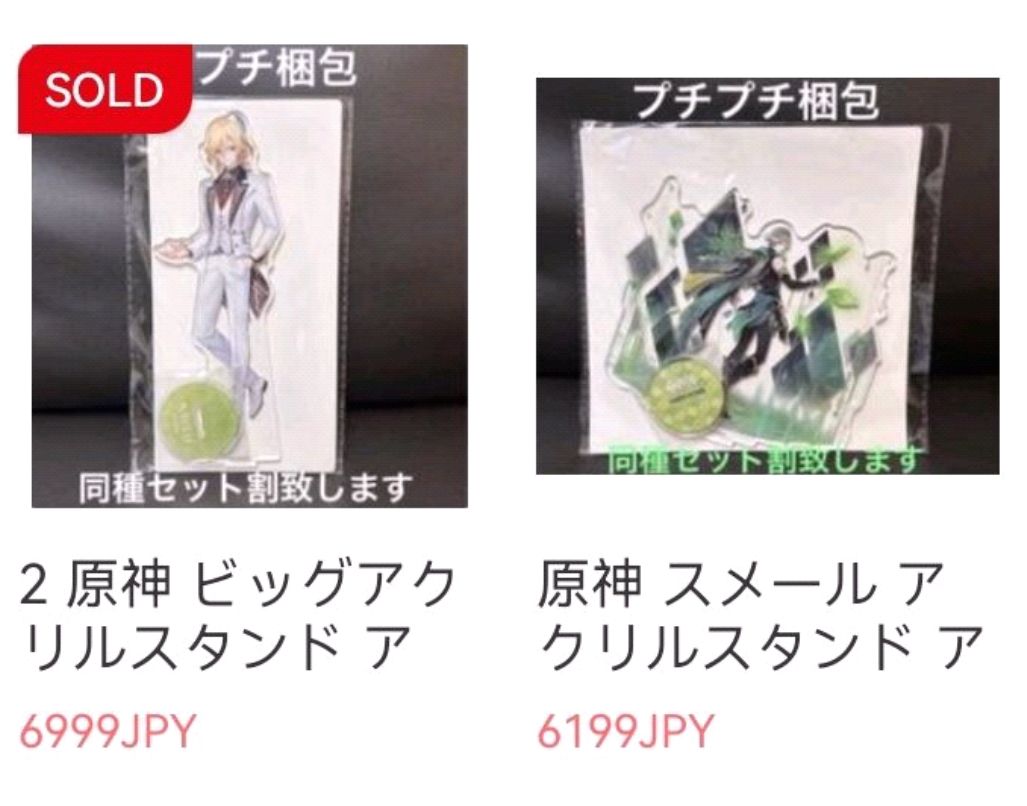 SOLD
プチ梱包
同種セット割致します
プチプチ梱包
同種セット割致します
2 原神 ビッグアク
リルスタンド ア
6999JPY
原神 スメール ア
クリルスタンド ア
6199JPY